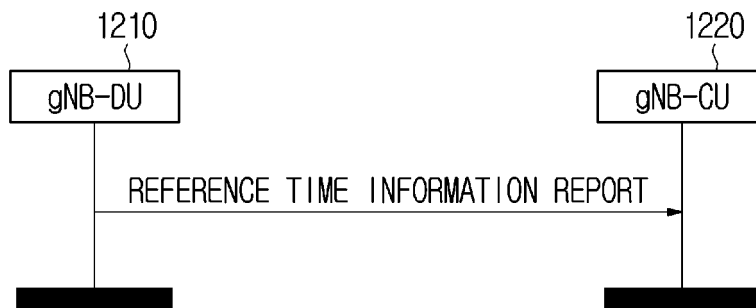 1210
1220
gNB-DU
gNB-CU
REFERENCE TIME INFORMATION REPORT